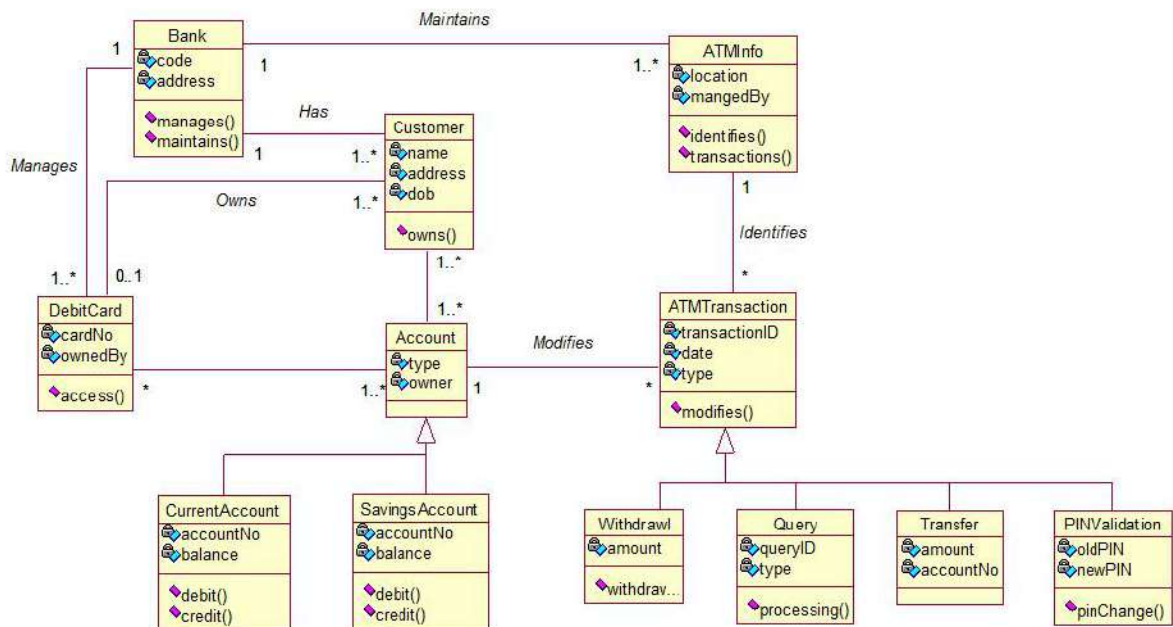 Maintains
Bank
code
address
manages()
maintains()
1
1
1..*
ATMInfo
location
mangedBy
identifies()
transactions()
Has
1
1..*
Customer
name
address
dob
owns()
Manages
Owns
1..*
1
Identifies
1..*
0..1
1..*
1..*
*
DebitCard
cardNo
ownedBy
access()
*
1..*
Account
type
owner
Modifies
1
*
ATMTransaction
transactionID
date
type
modifies()
CurrentAccount
accountNo
balance
debit()
credit()
SavingsAccount
accountNo
balance
debit()
credit()
Withdrawl
amount
withdraw...
Query
queryID
type
processing()
Transfer
amount
accountNo
PINValidation
oldPIN
newPIN
pinChange()